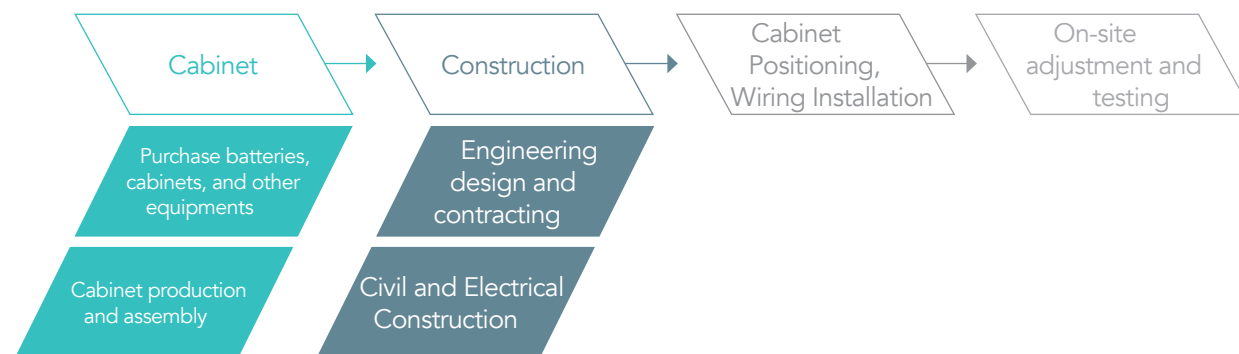 Cabinet
Construction
Cabinet
Positioning,
Wiring Installation
On-site
adjustment and
testing
Purchase batteries,
cabinets, and other
equipments
Engineering
design and
contracting
Cabinet production
and assembly
Civil and Electrical
Construction